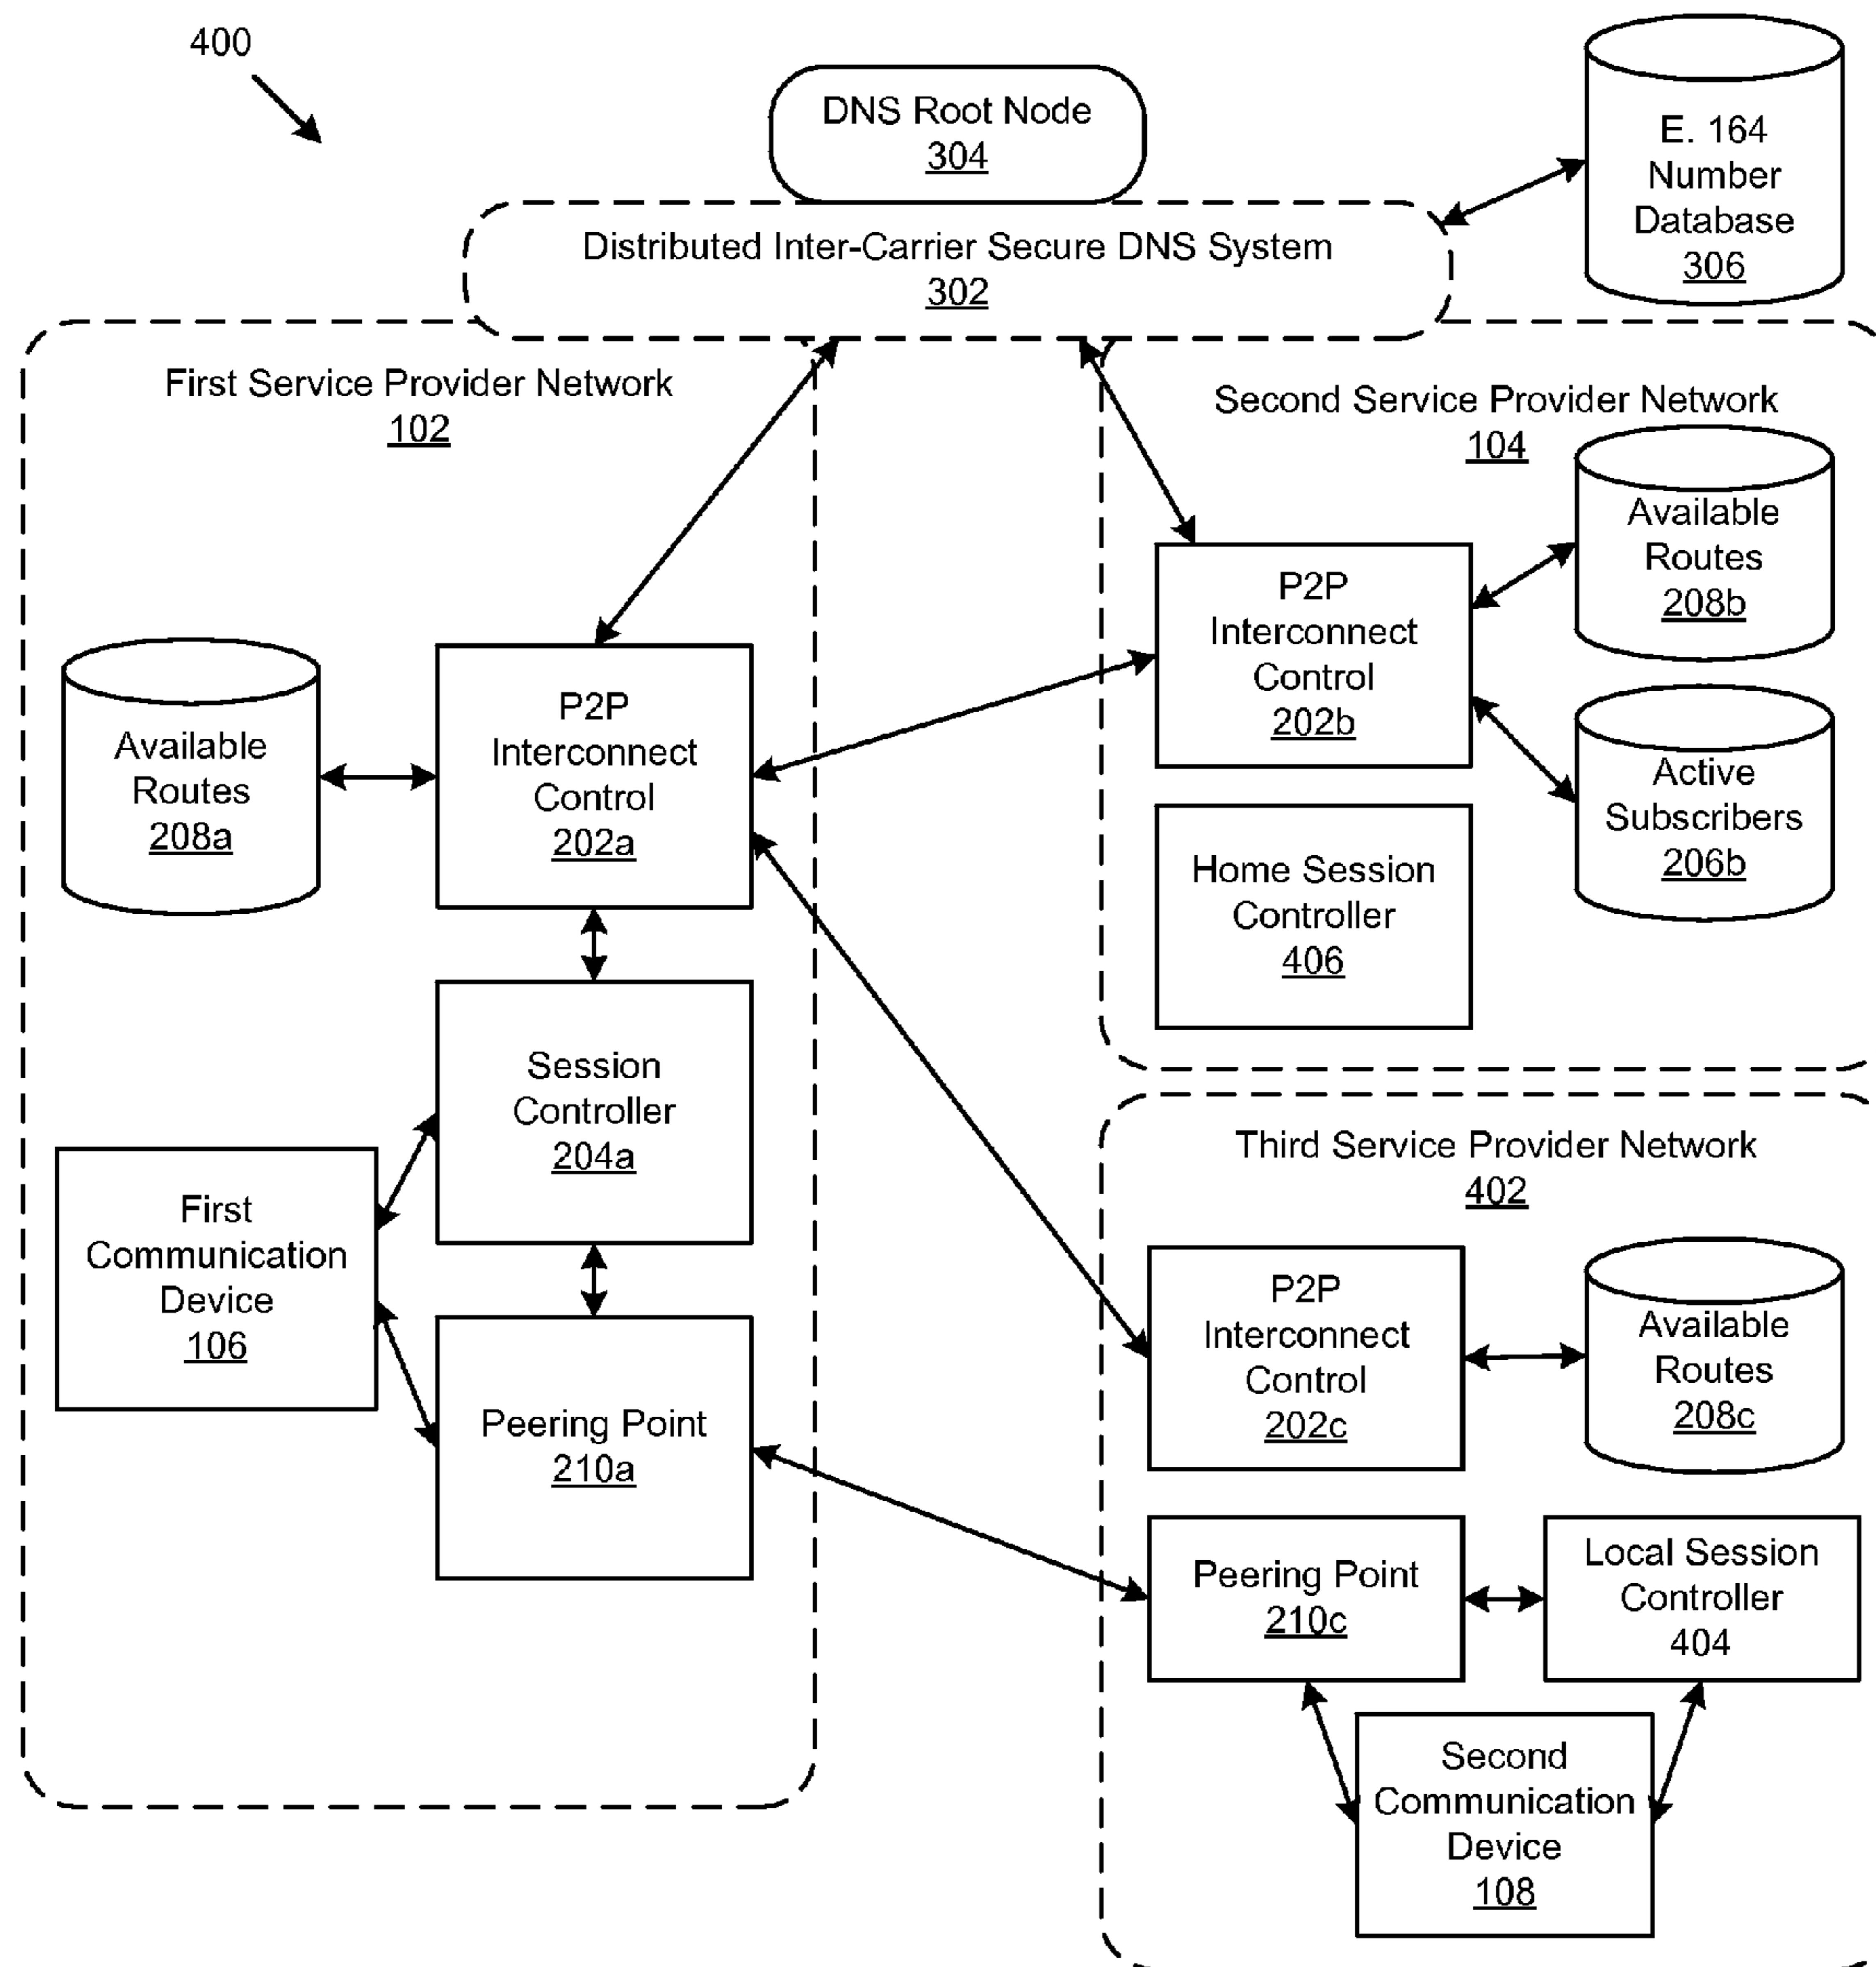 400
DNS Root Node
304
E. 164
Number
Database
306
Distributed Inter-Carrier Secure DNS System
302
First Service Provider Network
102
Second Service Provider Network
104
Available
Routes
208b
P2P
Interconnect
Control
202b
Available
Routes
208a
P2P
Interconnect
Control
202a
Active
Subscribers
206b
Home Session
Controller
406
Session
Controller
204a
Third Service Provider Network
402
First
Communication
Device
106
P2P
Interconnect
Control
202c
Available
Routes
208c
Peering Point
210a
Peering Point
210c
Local Session
Controller
404
Second
Communication
Device
108